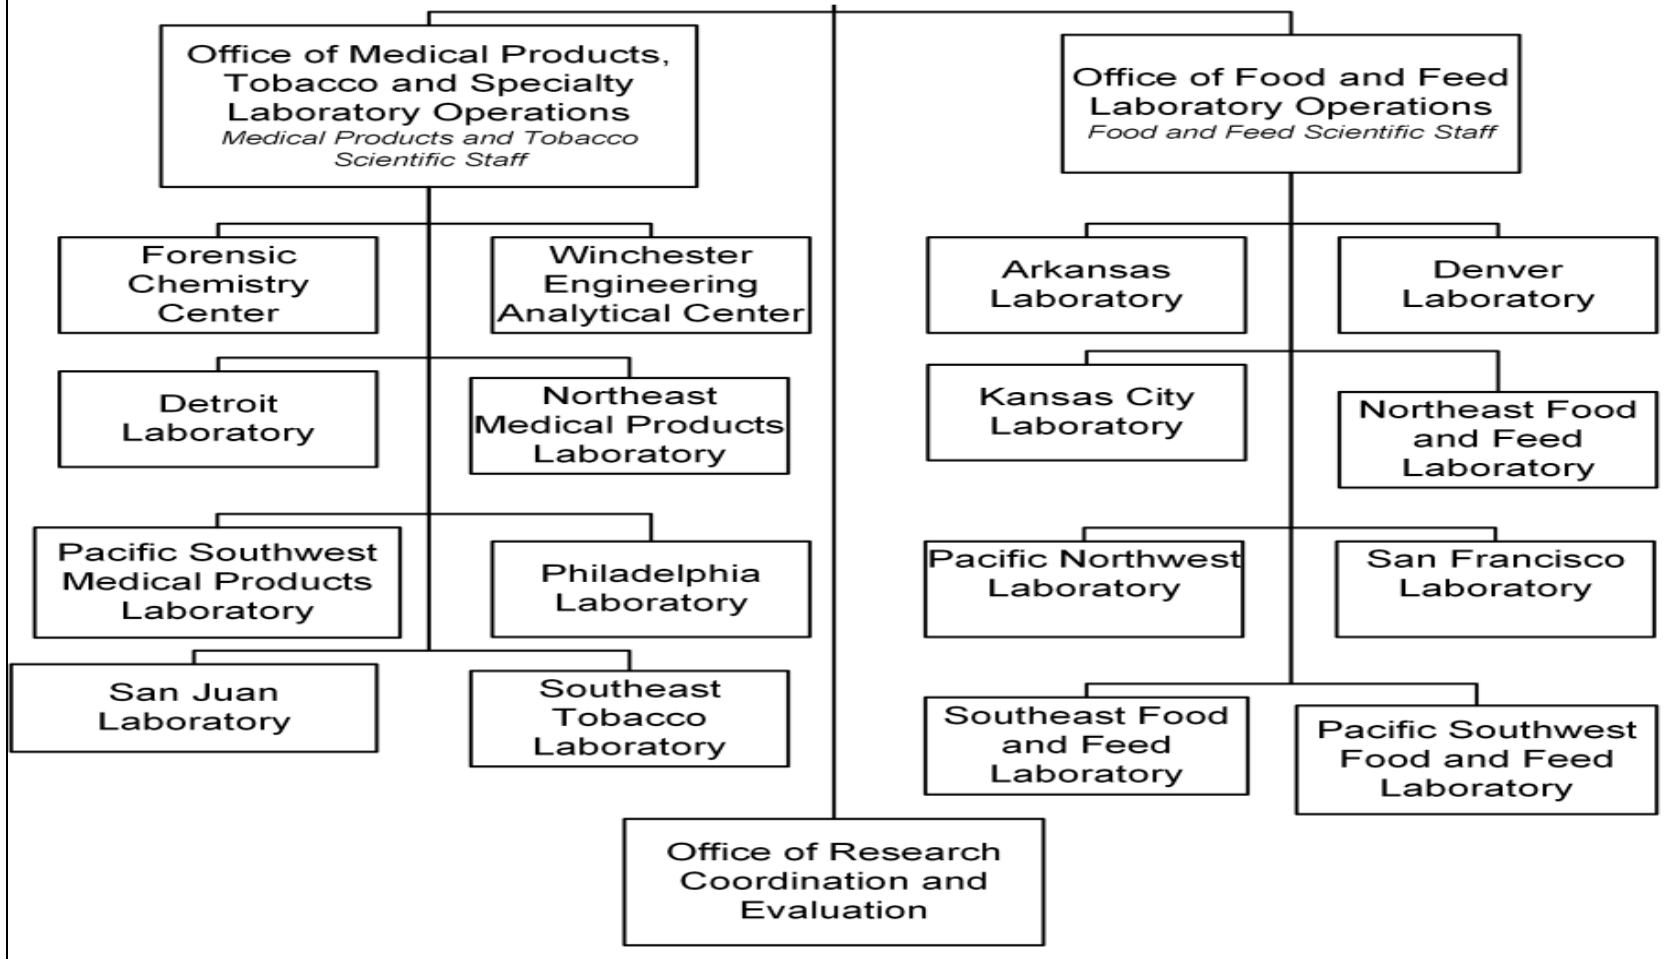 Office of Medical Products,
Tobacco and Specialty
Laboratory Operations
Medical Products and Tobacco
Scientific Staff
Office of Food and Feed
Laboratory Operations
Food and Feed Scientific Staff
Forensic
Chemistry
Center
Winchester
Engineering
Analytical Center
Arkansas
Laboratory
Denver
Laboratory
Detroit
Laboratory
Northeast
Medical Products
Laboratory
Kansas City
Laboratory
Northeast Food
and Feed
Laboratory
Pacific Southwest
Medical Products
Laboratory
Philadelphia
Laboratory
Pacific Northwest
Laboratory
San Francisco
Laboratory
San Juan
Laboratory
Southeast
Tobacco
Laboratory
Southeast Food
and Feed
Laboratory
Pacific Southwest
Food and Feed
Laboratory
Office of Research
Coordination and
Evaluation